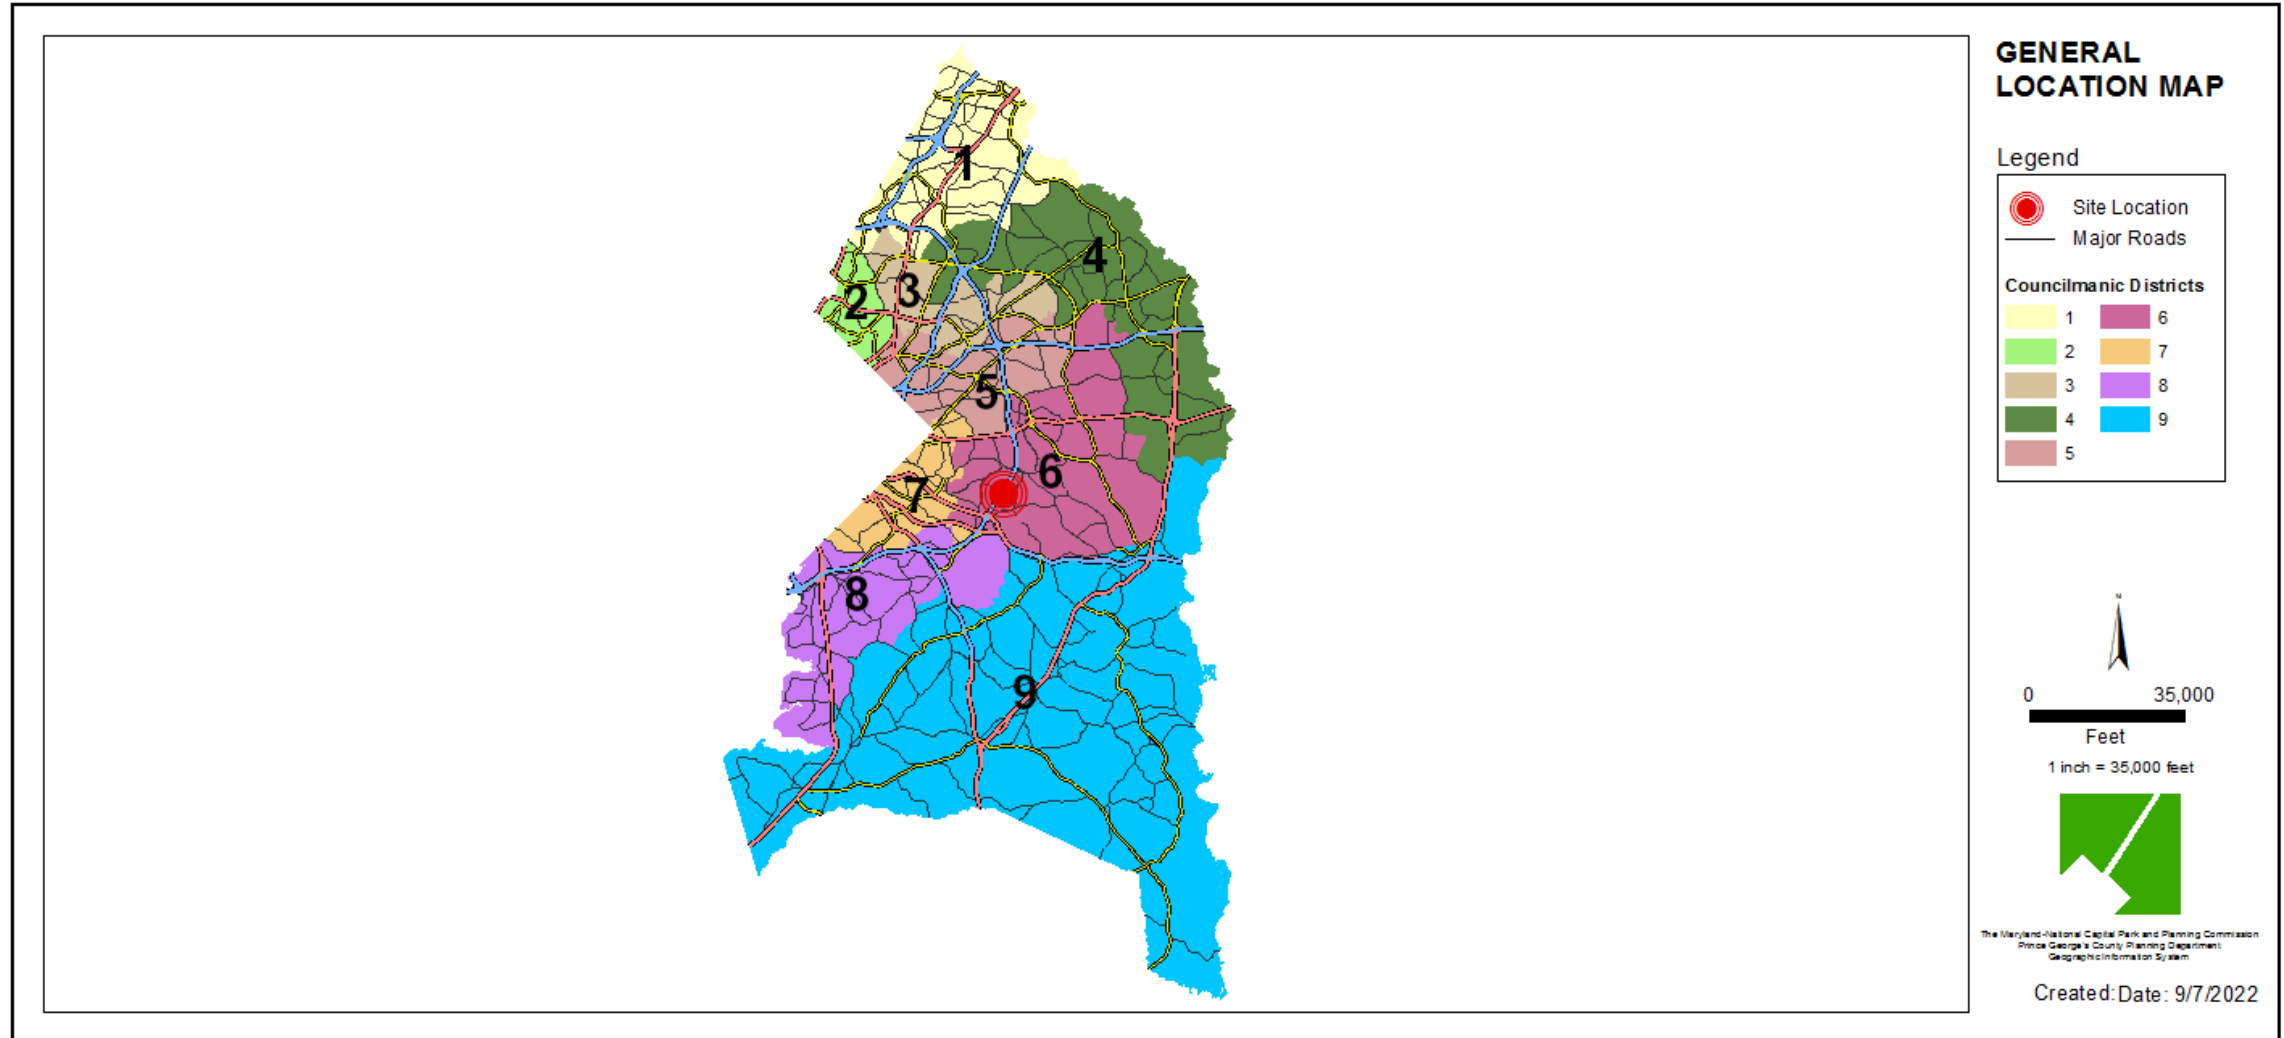 GENERAL
LOCATION MAP
Legend
Site Location
Major Roads
Councilmanic Districts
1 6
2 7
3 8
4 9
5
1
4
3
2
5
6
7
8
9
N
0 35,000
Feet
1 inch = 35,000 feet
The Maryland-National Capital Park and Planning Commission
Prince George's County Planning Department
Geographic Information System
Created: Date: 9/7/2022